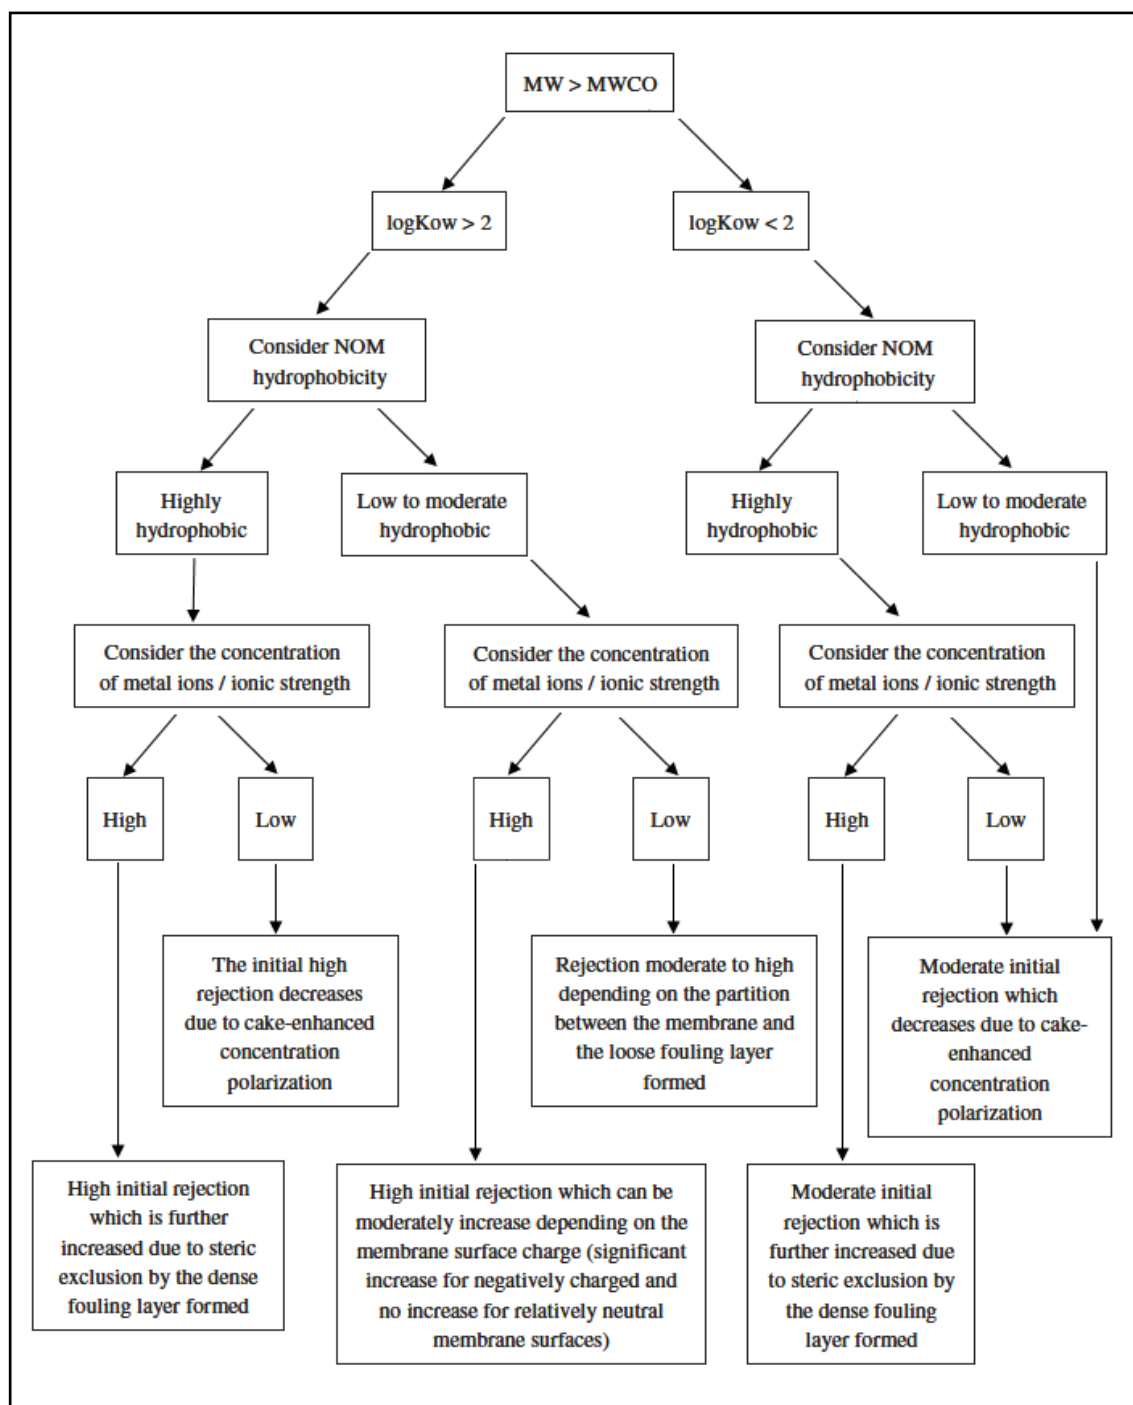 MW > MWCO
logKow > 2
logKow < 2
Consider NOM
hydrophobicity
Consider NOM
hydrophobicity
Highly
hydrophobic
Low to moderate
hydrophobic
Highly
hydrophobic
Low to moderate
hydrophobic
Consider the concentration
of metal ions / ionic strength
Consider the concentration
of metal ions / ionic strength
Consider the concentration
of metal ions / ionic strength
High
Low
High
Low
High
Low
The initial high
rejection decreases
due to cake-enhanced
concentration
polarization
Rejection moderate to high
depending on the partition
between the membrane and
the loose fouling layer
formed
Moderate initial
rejection which
decreases due to cake-
enhanced
concentration
polarization
High initial rejection
which is further
increased due to steric
exclusion by the dense
fouling layer formed
High initial rejection which can be
moderately increase depending on the
membrane surface charge (significant
increase for negatively charged and
no increase for relatively neutral
membrane surfaces)
Moderate initial
rejection which is
further increased due
to steric exclusion by
the dense fouling
layer formed